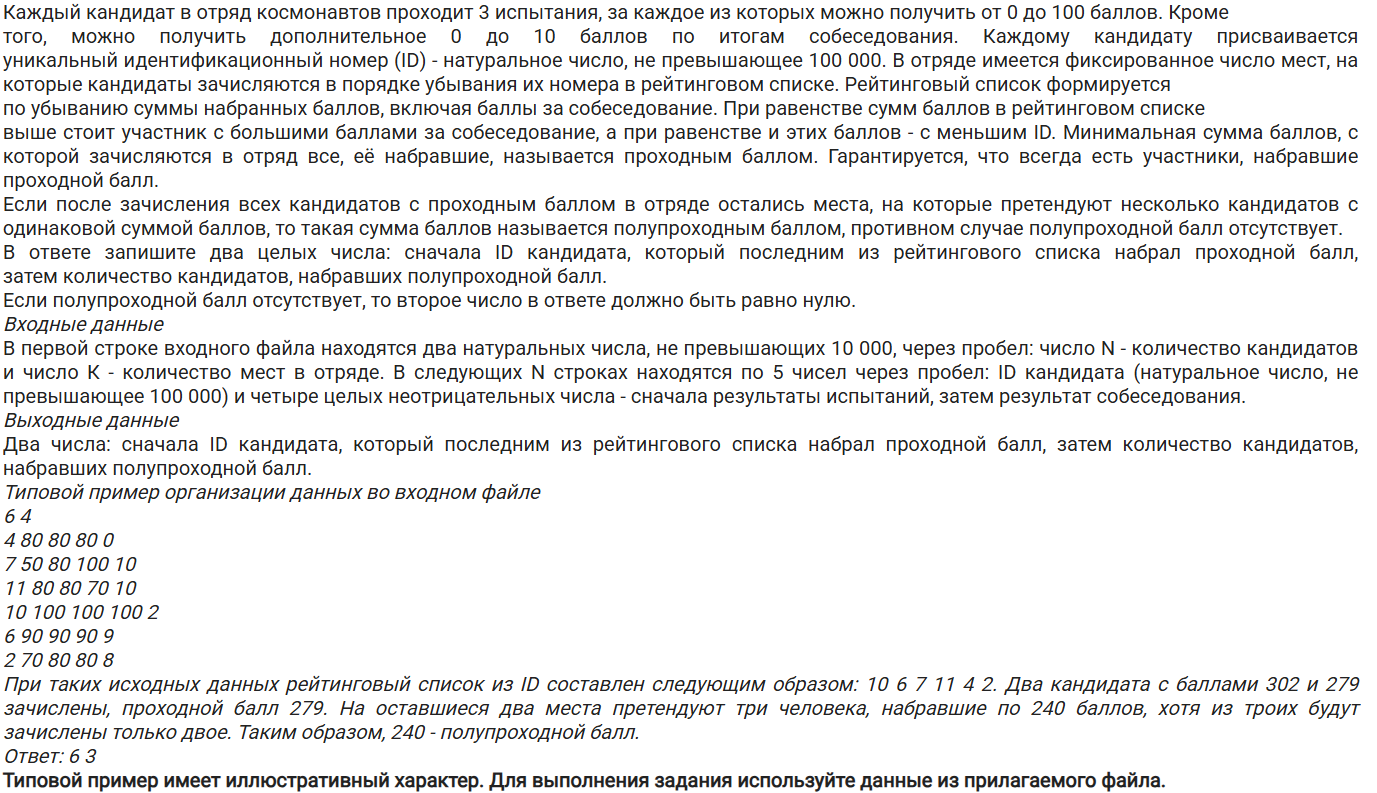 Каждый кандидат в отряд космонавтов проходит 3 испытания, за каждое из которых можно получить от 0 до 100 баллов. Кроме
того, можно получить дополнительное 0 до 10 баллов по итогам собеседования. Каждому кандидату присваивается
уникальный идентификационный номер (ID) - натуральное число, не превышающее 100 000. В отряде имеется фиксированное число мест, на
которые кандидаты зачисляются в порядке убывания их номера в рейтинговом списке. Рейтинговый список формируется
по убыванию суммы набранных баллов, включая баллы за собеседование. При равенстве сумм баллов в рейтинговом списке
выше стоит участник с большими баллами за собеседование, а при равенстве и этих баллов - с меньшим ID. Минимальная сумма баллов, с
которой зачисляются в отряд все, её набравшие, называется проходным баллом. Гарантируется, что всегда есть участники, набравшие
проходной балл.
Если после зачисления всех кандидатов с проходным баллом в отряде остались места, на которые претендуют несколько кандидатов с
одинаковой суммой баллов, то такая сумма баллов называется полупроходным баллом, противном случае полупроходной балл отсутствует.
В ответе запишите два целых числа: сначала ID кандидата, который последним из рейтингового списка набрал проходной балл,
затем количество кандидатов, набравших полупроходной балл.
Если полупроходной балл отсутствует, то второе число в ответе должно быть равно нулю.
Входные данные
В первой строке входного файла находятся два натуральных числа, не превышающих 10 000, через пробел: число N - количество кандидатов
и число К - количество мест в отряде. В следующих N строках находятся по 5 чисел через пробел: ID кандидата (натуральное число, не
превышающее 100 000) и четыре целых неотрицательных числа - сначала результаты испытаний, затем результат собеседования.
Выходные данные
Два числа: сначала ID кандидата, который последним из рейтингового списка набрал проходной балл, затем количество кандидатов,
набравших полупроходной балл.
Типовой пример организации данных во входном файле
6 4
4 80 80 80 0
7 50 80 100 10
11 80 80 70 10
10 100 100 100 2
6 90 90 90 9
2 70 80 80 8
При таких исходных данных рейтинговый список из ID составлен следующим образом: 10 6 7 11 4 2. Два кандидата с баллами 302 и 279
зачислены, проходной балл 279. На оставшиеся два места претендуют три человека, набравшие по 240 баллов, хотя из троих будут
зачислены только двое. Таким образом, 240 - полупроходной балл.
Ответ: 6 3
Типовой пример имеет иллюстративный характер. Для выполнения задания используйте данные из прилагаемого файла.